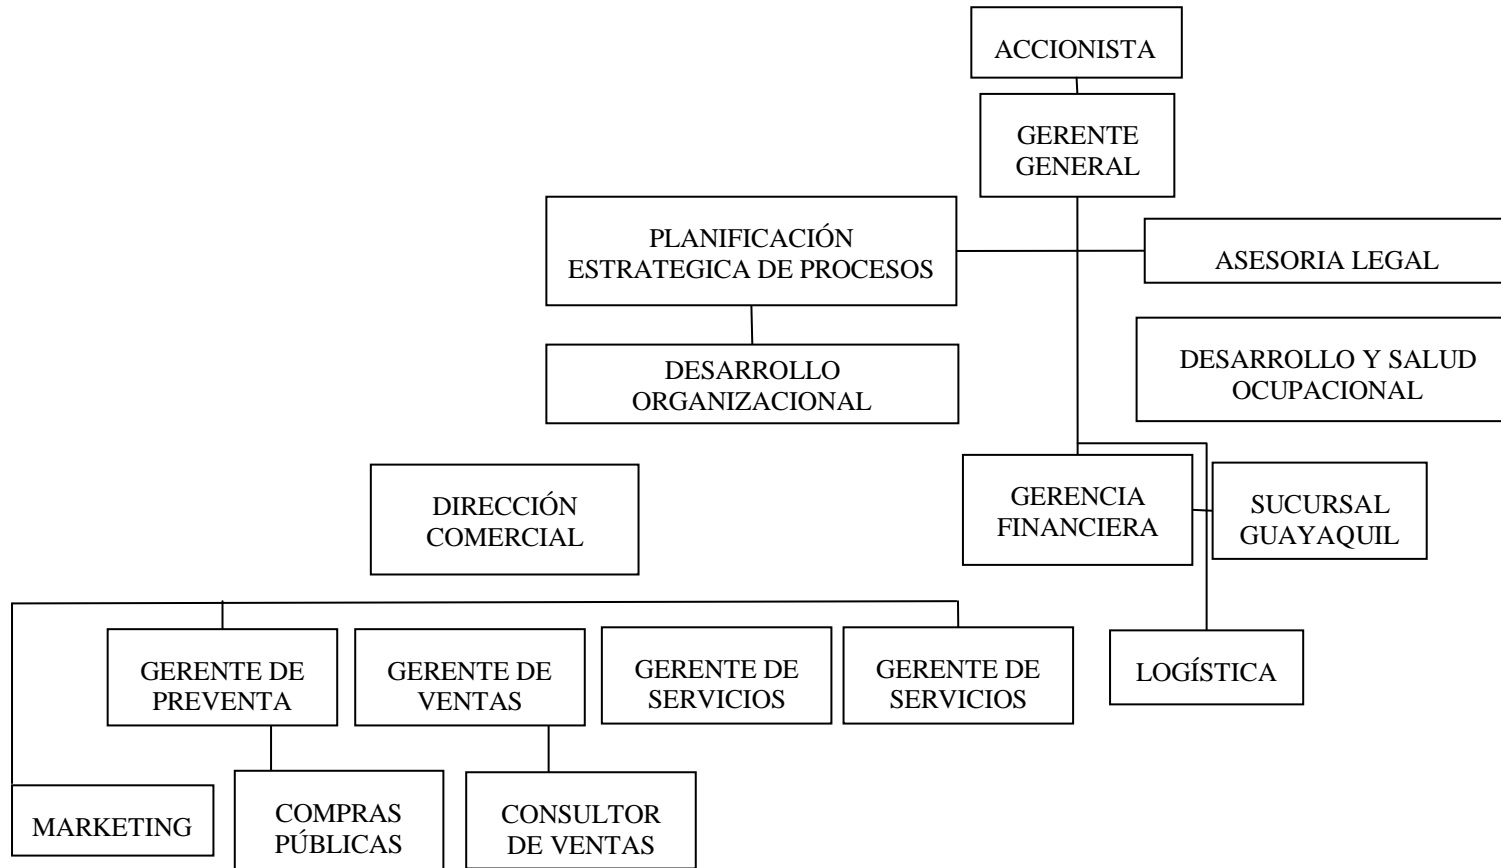 ACCIONISTA
GERENTE
GENERAL
PLANIFICACIÓN
ESTRATEGICA DE PROCESOS
ASESORIA LEGAL
DESARROLLO
ORGANIZACIONAL
DESARROLLO Y SALUD
OCUPACIONAL
DIRECCIÓN
COMERCIAL
GERENCIA
FINANCIERA
SUCURSAL
GUAYAQUIL
GERENTE DE
PREVENTA
GERENTE DE
VENTAS
GERENTE DE
SERVICIOS
GERENTE DE
SERVICIOS
LOGÍSTICA
MARKETING
COMPRAS
PÚBLICAS
CONSULTOR
DE VENTAS